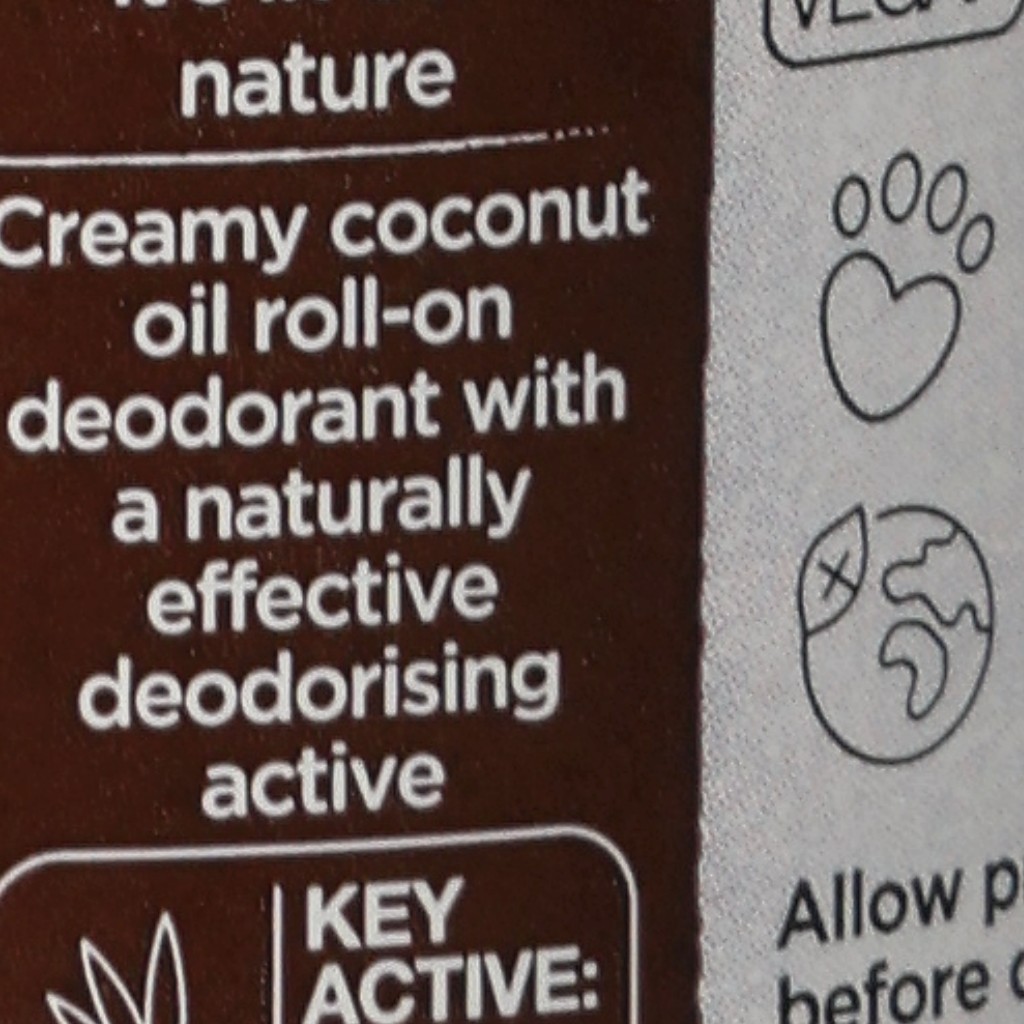 nature
Creamy coconut
oil roll-on
deodorant with
a naturally
effective
deodorising
active
KEY
ACTIVE:
Allow
before